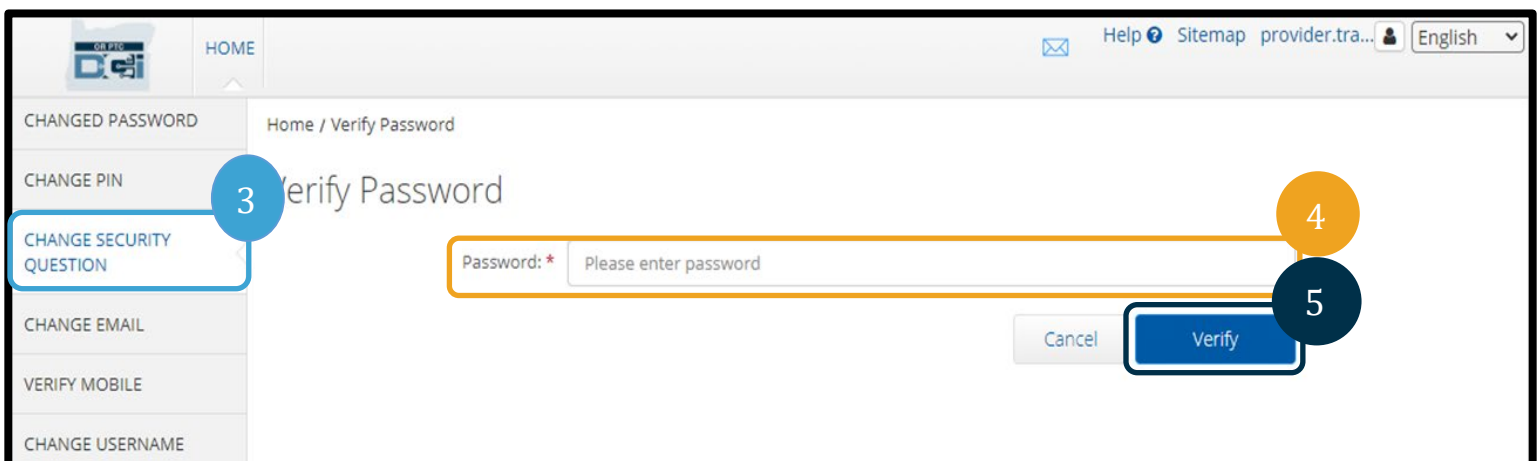 OR PTC
DCi
HOME
Help ? Sitemap provider.tra... English
CHANGED PASSWORD
CHANGE PIN
CHANGE SECURITY
QUESTION
CHANGE EMAIL
VERIFY MOBILE
CHANGE USERNAME
Home / Verify Password
3
Verify Password
4
Password: * Please enter password
5
Cancel Verify